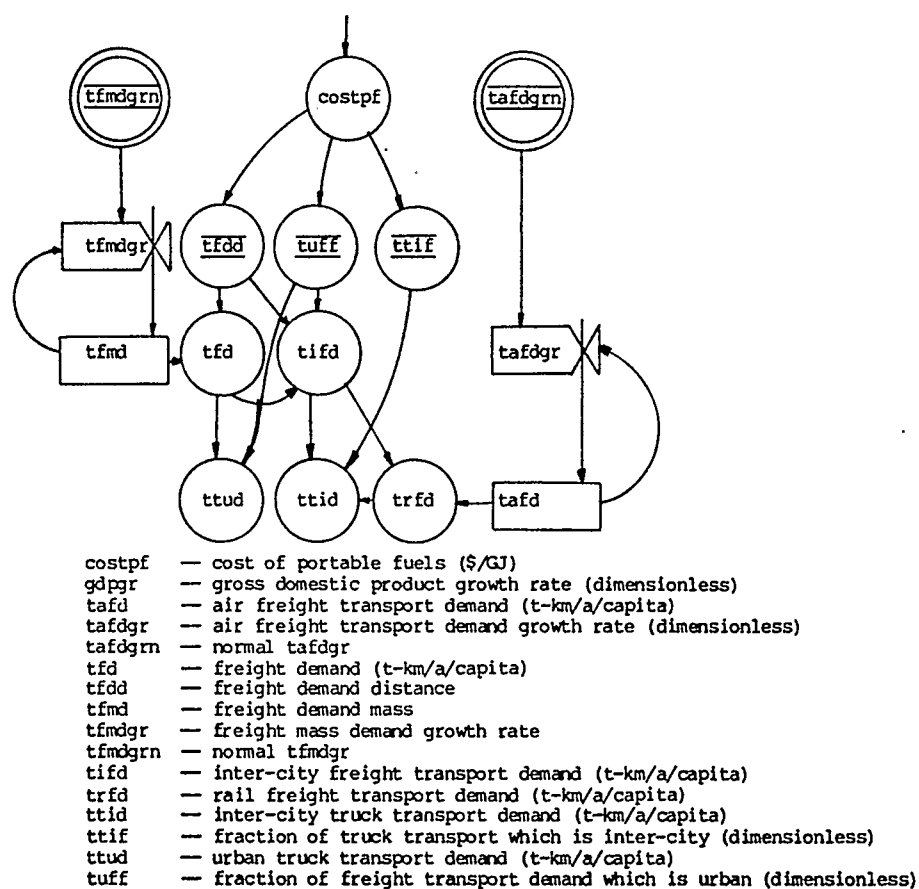 tfmdgrn
costpf
tafdgrn
tfmdgr
tfdd
tuff
ttif
tfmd
tfd
tifd
tafdgr
ttud
ttid
trfd
tafd
costpf — cost of portable fuels ($/GJ)
gdpgr — gross domestic product growth rate (dimensionless)
tafd — air freight transport demand (t-km/a/capita)
tafdgr — air freight transport demand growth rate (dimensionless)
tafdgrn — normal tafdgr
tfd — freight demand (t-km/a/capita)
tfdd — freight demand distance
tfmd — freight demand mass
tfmdgr — freight mass demand growth rate
tfmdgrn — normal tfmdgr
tifd — inter-city freight transport demand (t-km/a/capita)
trfd — rail freight transport demand (t-km/a/capita)
ttid — inter-city truck transport demand (t-km/a/capita)
ttif — fraction of truck transport which is inter-city (dimensionless)
ttud — urban truck transport demand (t-km/a/capita)
tuff — fraction of freight transport demand which is urban (dimensionless)